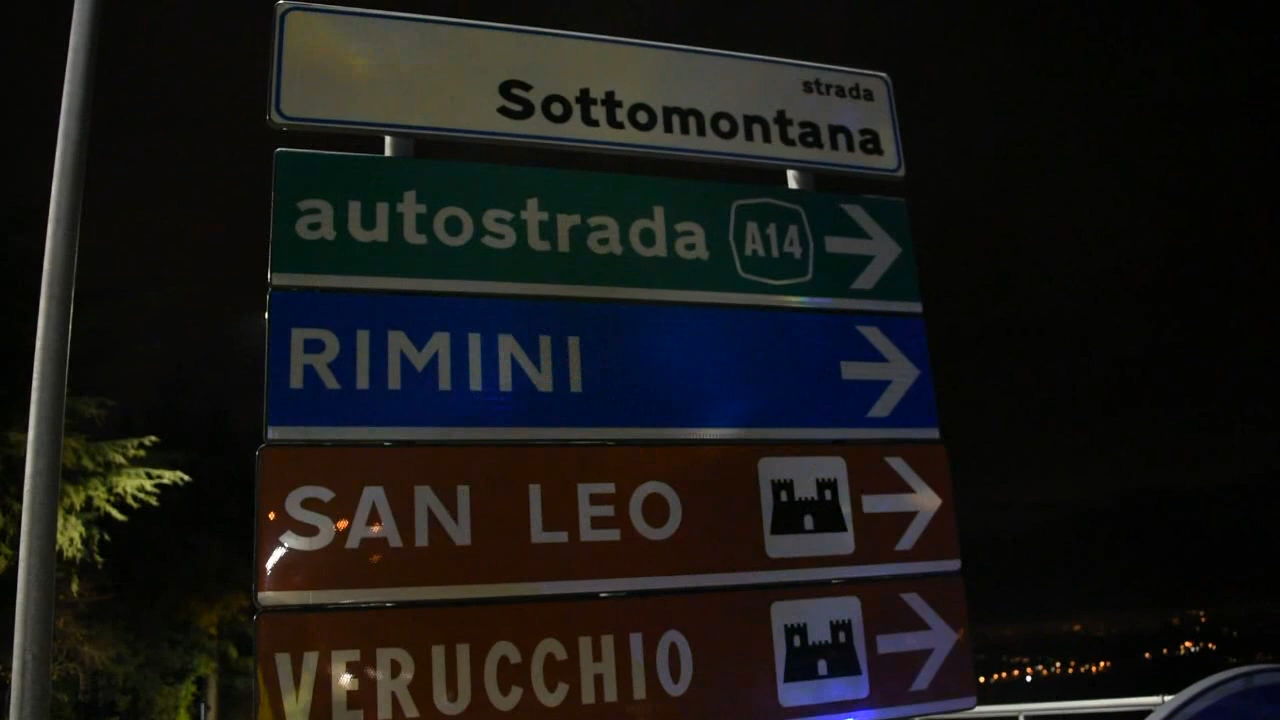 strada
Sottomontana
autostrada A14
RIMINI
SAN LEO
VERUCCHIO